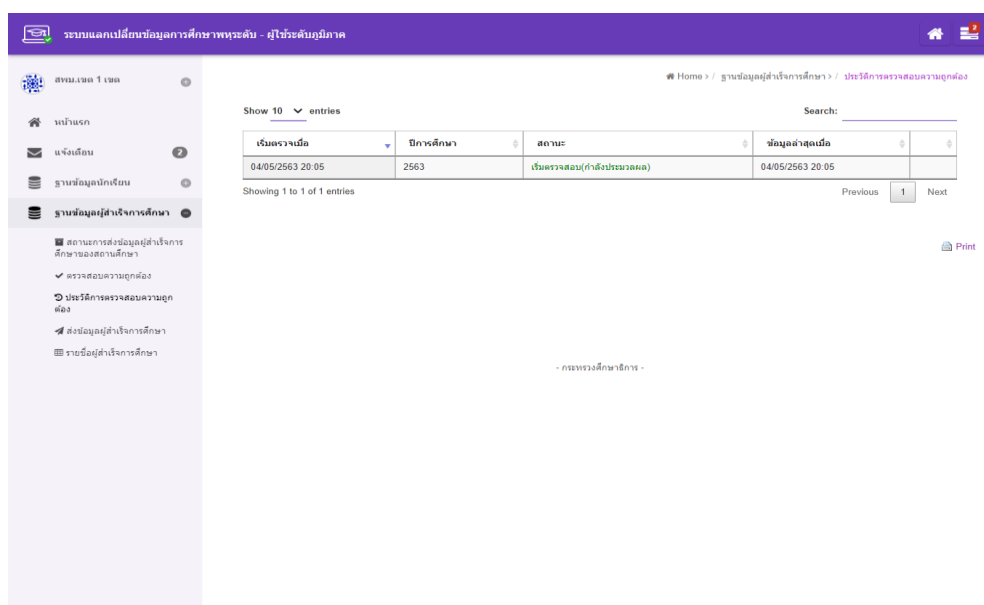 ระบบแลกเปลี่ยนข้อมูลการศึกษาพหุระดับ - ผู้ใช้ระดับภูมิภาค
2
สพม.เขต 1 เขต
หน้าแรก
แจ้งเตือน 2
ฐานข้อมูลนักเรียน
ฐานข้อมูลผู้สำเร็จการศึกษา
สถานะการส่งข้อมูลผู้สำเร็จการ
ศึกษาของสถานศึกษา
ตรวจสอบความถูกต้อง
ประวัติการตรวจสอบความถูก
ต้อง
ส่งข้อมูลผู้สำเร็จการศึกษา
รายชื่อผู้สำเร็จการศึกษา
Home > / ฐานข้อมูลผู้สำเร็จการศึกษา > / ประวัติการตรวจสอบความถูกต้อง
Show 10 entries Search:
เริ่มตรวจเมื่อ ปีการศึกษา สถานะ ข้อมูลล่าสุดเมื่อ
04/05/2563 20:05 2563 เริ่มตรวจสอบ(กำลังประมวลผล) 04/05/2563 20:05
Showing 1 to 1 of 1 entries Previous 1 Next
Print
- กระทรวงศึกษาธิการ -